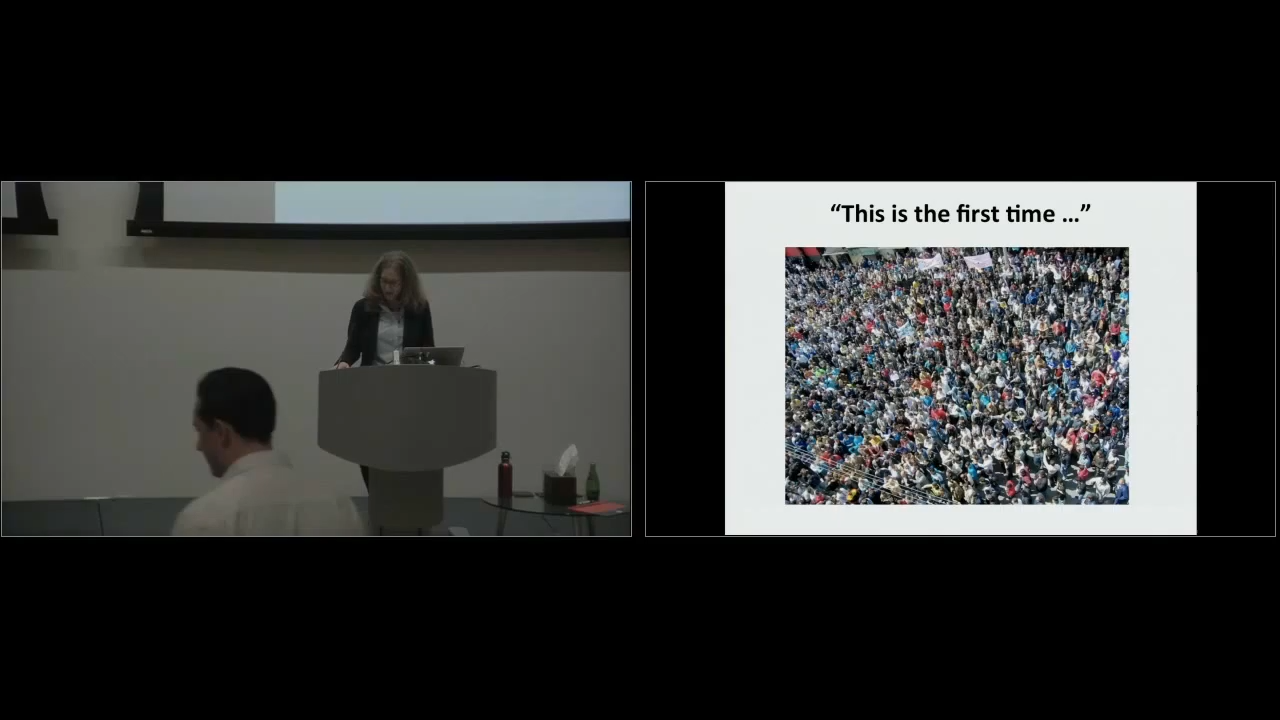 “This is the first time …”